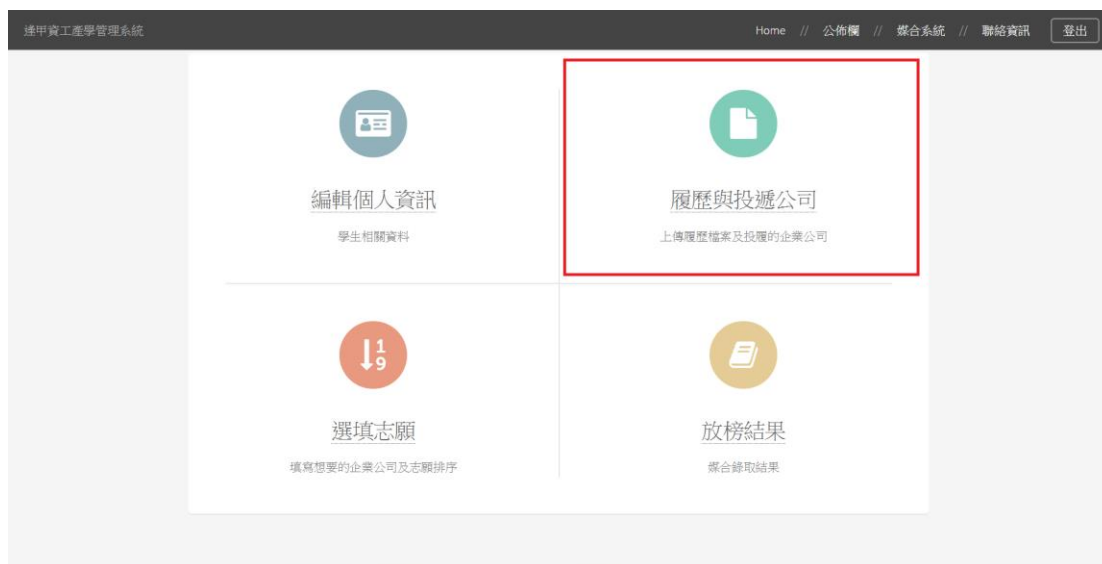 逢甲資工產學管理系統
Home // 公佈欄 // 媒合系統 // 聯絡資訊 登出
編輯個人資訊
學生相關資料
履歷與投遞公司
上傳履歷檔案及投履的企業公司
選填志願
填寫想要的企業公司及志願排序
放榜結果
媒合錄取結果